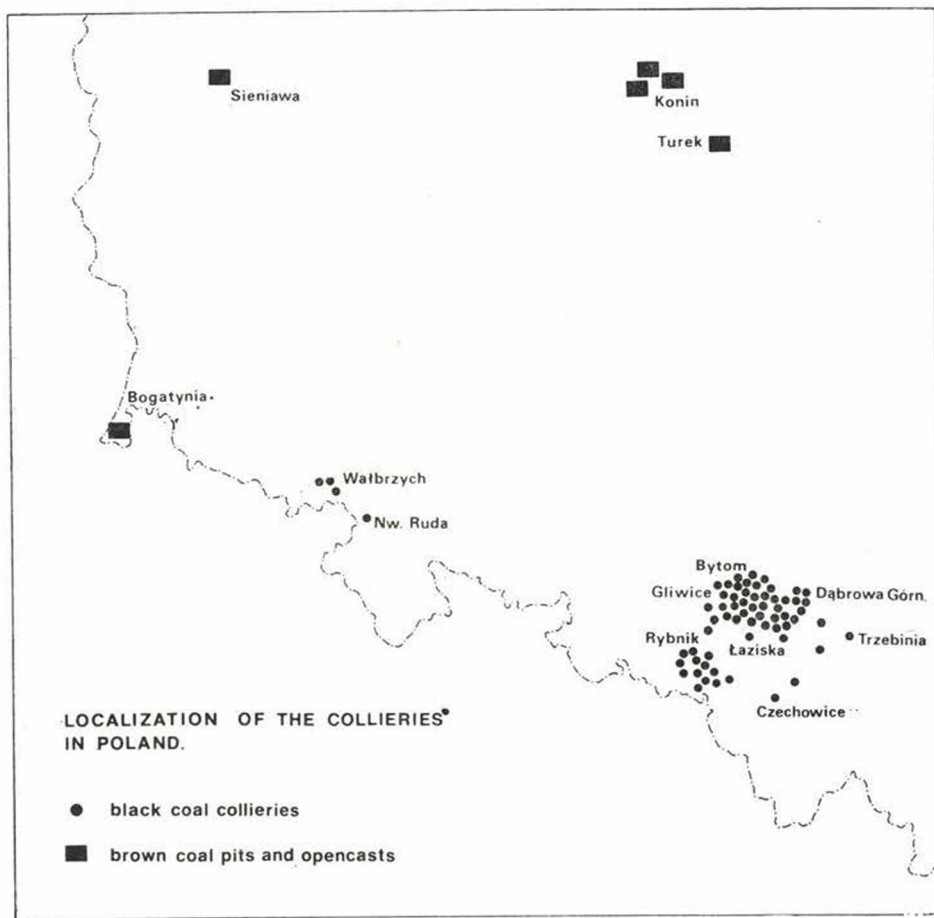 Sieniawa
Konin
Turek
Bogatynia
Wałbrzych
Nw. Ruda
Bytom
Gliwice
Dąbrowa Górn.
Rybnik
Łaziska
Trzebinia
Czechowice
LOCALIZATION OF THE COLLIERIES
IN POLAND.
black coal collieries
brown coal pits and opencasts